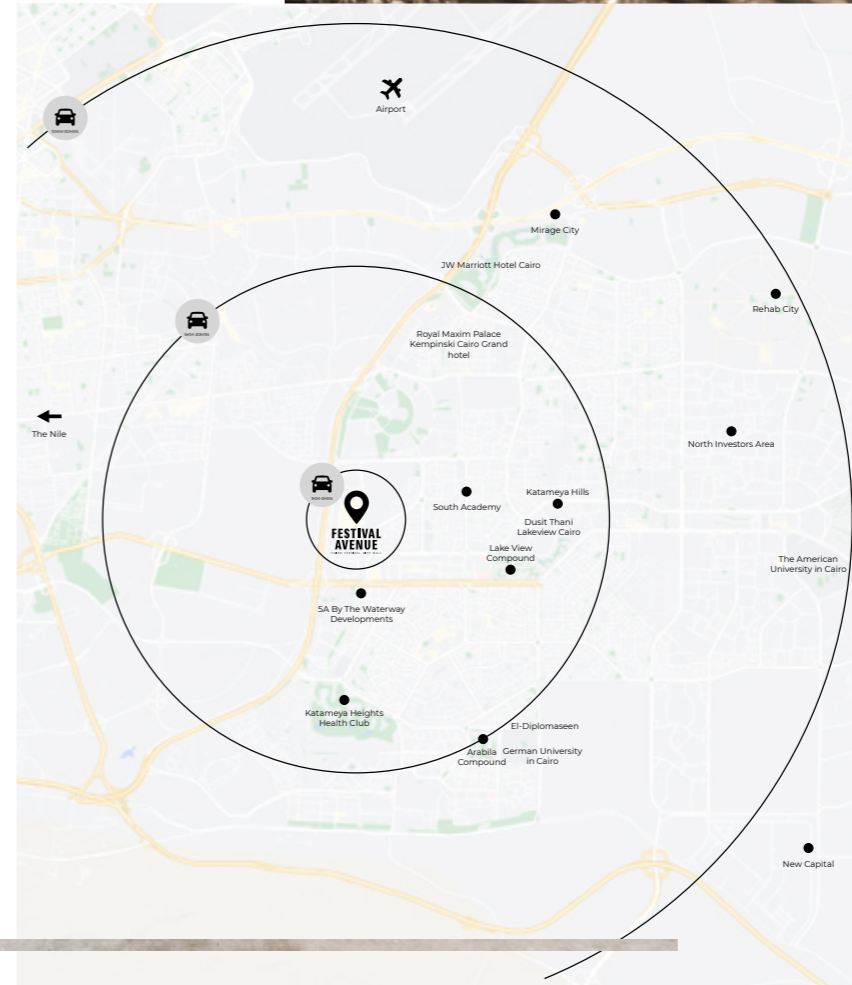 Airport
Mirage City
JW Marriott Hotel Cairo
Rehab City
Royal Maxim Palace
Kempinski Cairo Grand
hotel
The Nile
North Investors Area
South Academy
Katameya Hills
Dusit Thani
Lakeview Cairo
FESTIVAL
AVENUE
Lake View
Compound
The American
University in Cairo
5A By The Waterway
Developments
Katameya Heights
Health Club
El-Diplomaseen
Arabila
Compound
German University
in Cairo
New Capital